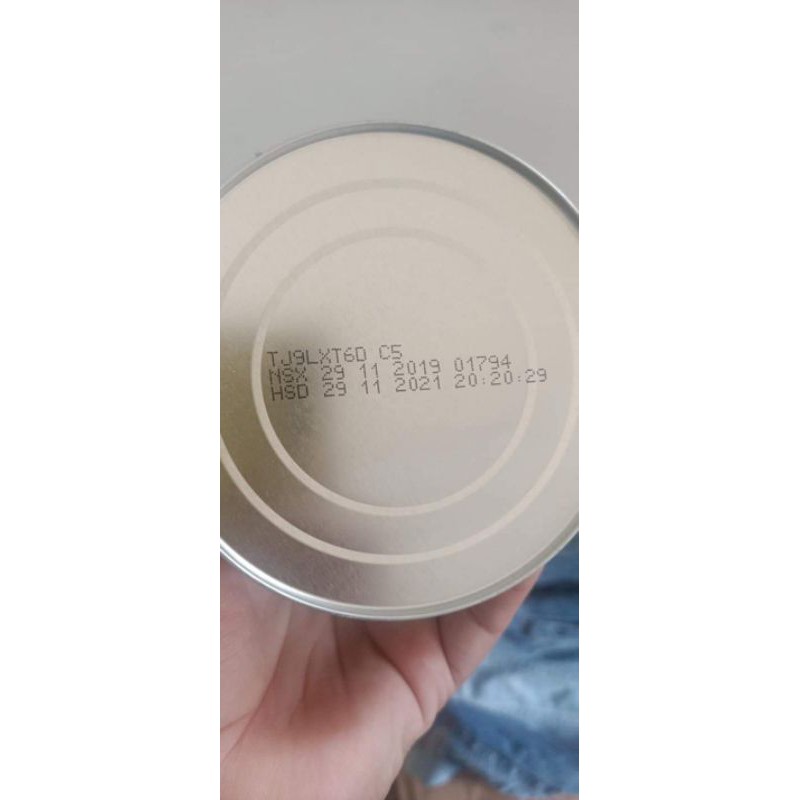 TJ9LXT6D C5
NSX 29 11 2019 01794
HSD 29 11 2021 20:20:29